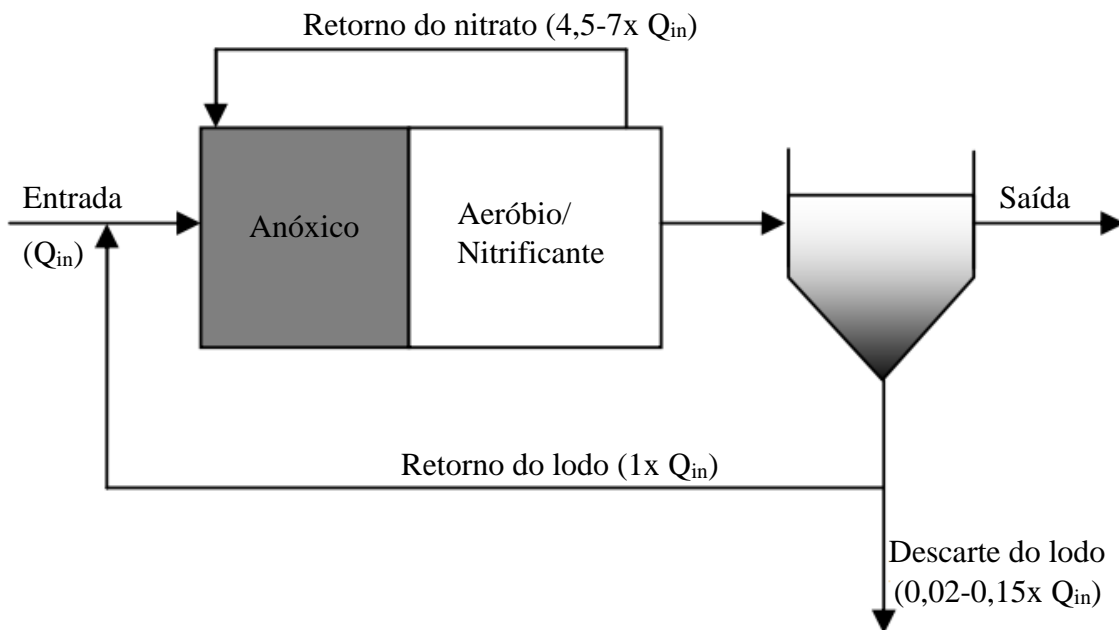 Retorno do nitrato (4,5-7x Qin)
Entrada
(Qin)
Anóxico
Aeróbio/
Nitrificante
Saída
Retorno do lodo (1x Qin)
Descarte do lodo
(0,02-0,15x Qin)